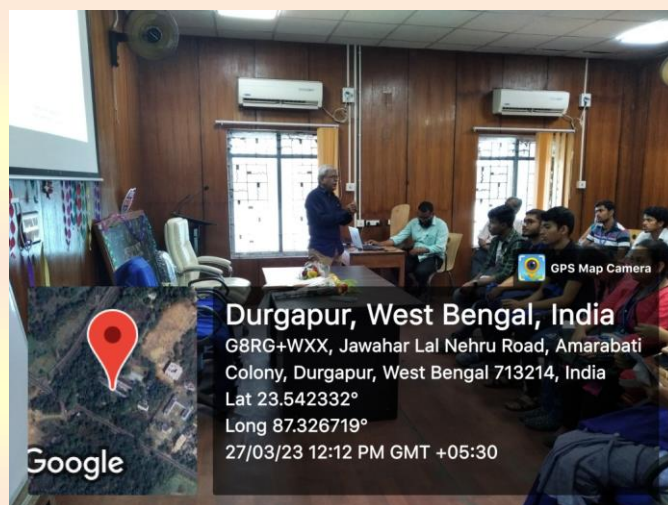 GPS Map Camera
Durgapur, West Bengal, India
G8RG+WXX, Jawahar Lal Nehru Road, Amarabati
Colony, Durgapur, West Bengal 713214, India
Lat 23.542332°
Long 87.326719°
27/03/23 12:12 PM GMT +05:30
Google